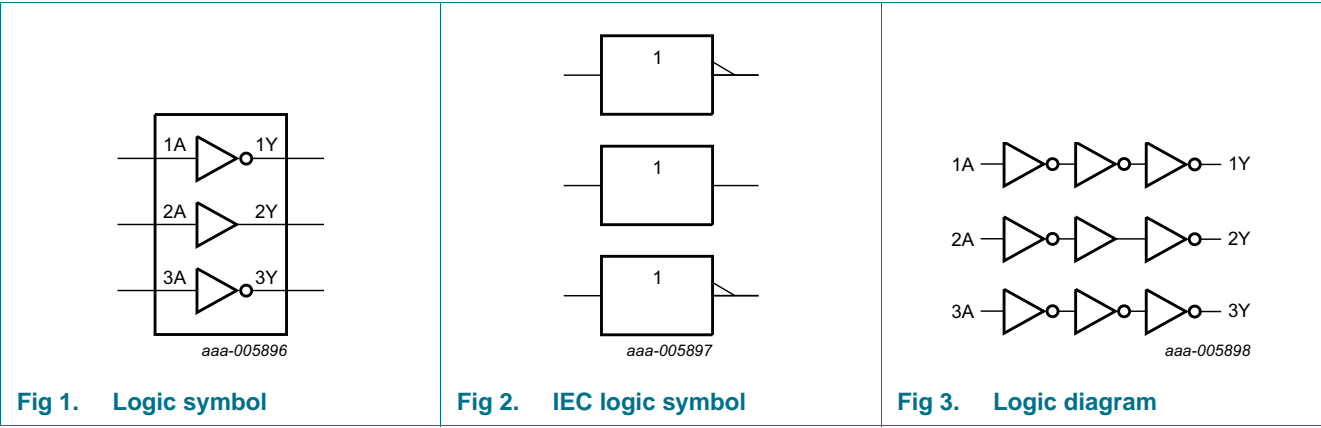 1A 1Y
2A 2Y
3A 3Y
aaa-005896
Fig 1. Logic symbol
1
1
1
aaa-005897
Fig 2. IEC logic symbol
1A 1Y
2A 2Y
3A 3Y
aaa-005898
Fig 3. Logic diagram